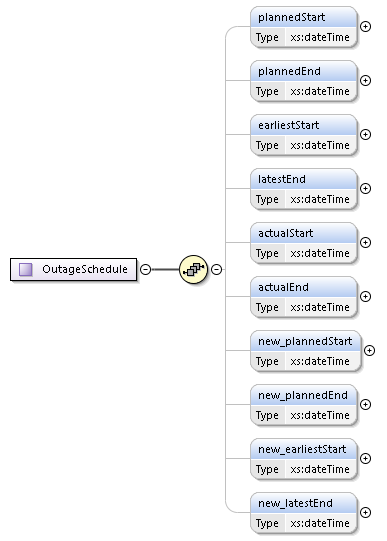 plannedStart
Type xs:dateTime
plannedEnd
Type xs:dateTime
earliestStart
Type xs:dateTime
latestEnd
Type xs:dateTime
actualStart
Type xs:dateTime
OutageSchedule
actualEnd
Type xs:dateTime
new_plannedStart
Type xs:dateTime
new_plannedEnd
Type xs:dateTime
new_earliestStart
Type xs:dateTime
new_latestEnd
Type xs:dateTime